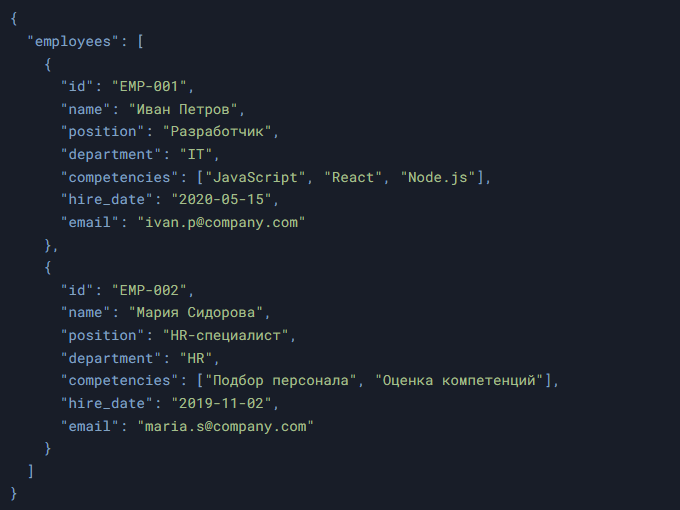 {
  "employees": [
    {
      "id": "EMP-001",
      "name": "Иван Петров",
      "position": "Разработчик",
      "department": "IT",
      "competencies": ["JavaScript", "React", "Node.js"],
      "hire_date": "2020-05-15",
      "email": "ivan.p@company.com"
    },
    {
      "id": "EMP-002",
      "name": "Мария Сидорова",
      "position": "HR-специалист",
      "department": "HR",
      "competencies": ["Подбор персонала", "Оценка компетенций"],
      "hire_date": "2019-11-02",
      "email": "maria.s@company.com"
    }
  ]
}